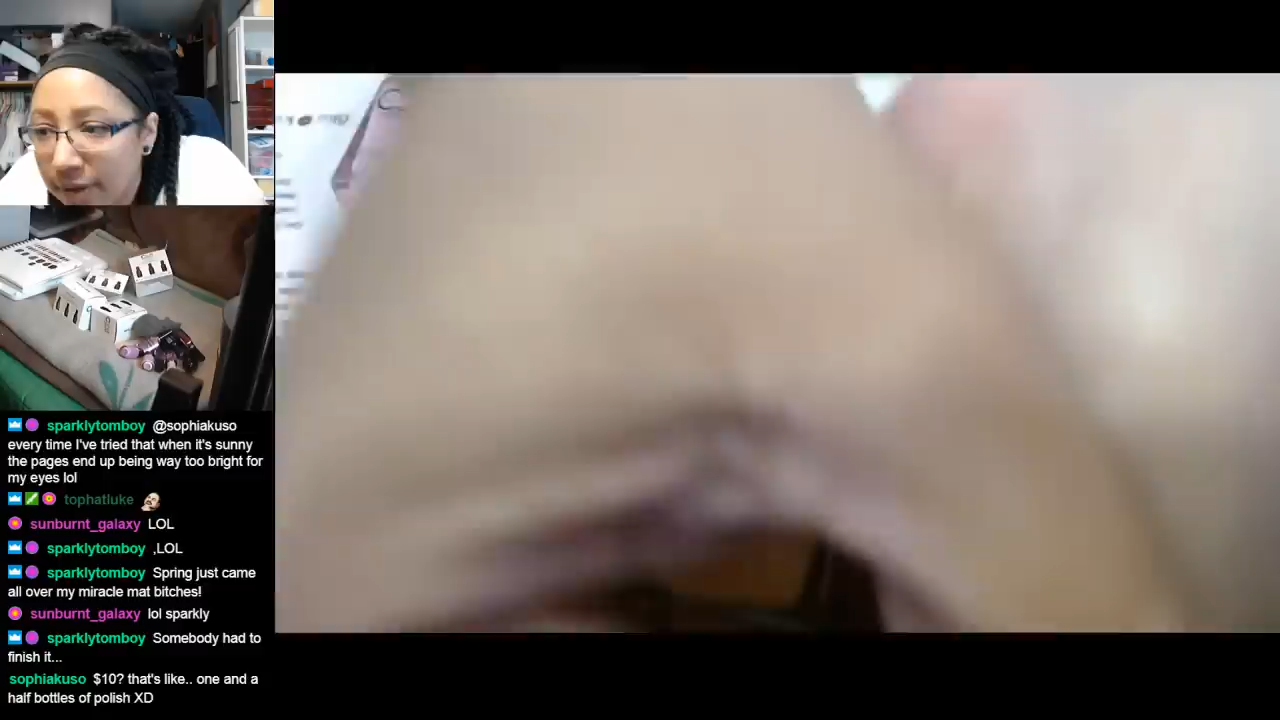 sparklytomboy @sophiakuso
every time I've tried that when it's sunny
the pages end up being way too bright for
my eyes lol
tophatluke
sunburnt_galaxy LOL
sparklytomboy ,LOL
sparklytomboy Spring just came
all over my miracle mat bitches!
sunburnt_galaxy lol sparkly
sparklytomboy Somebody had to
finish it...
sophiakuso $10? that's like.. one and a
half bottles of polish XD